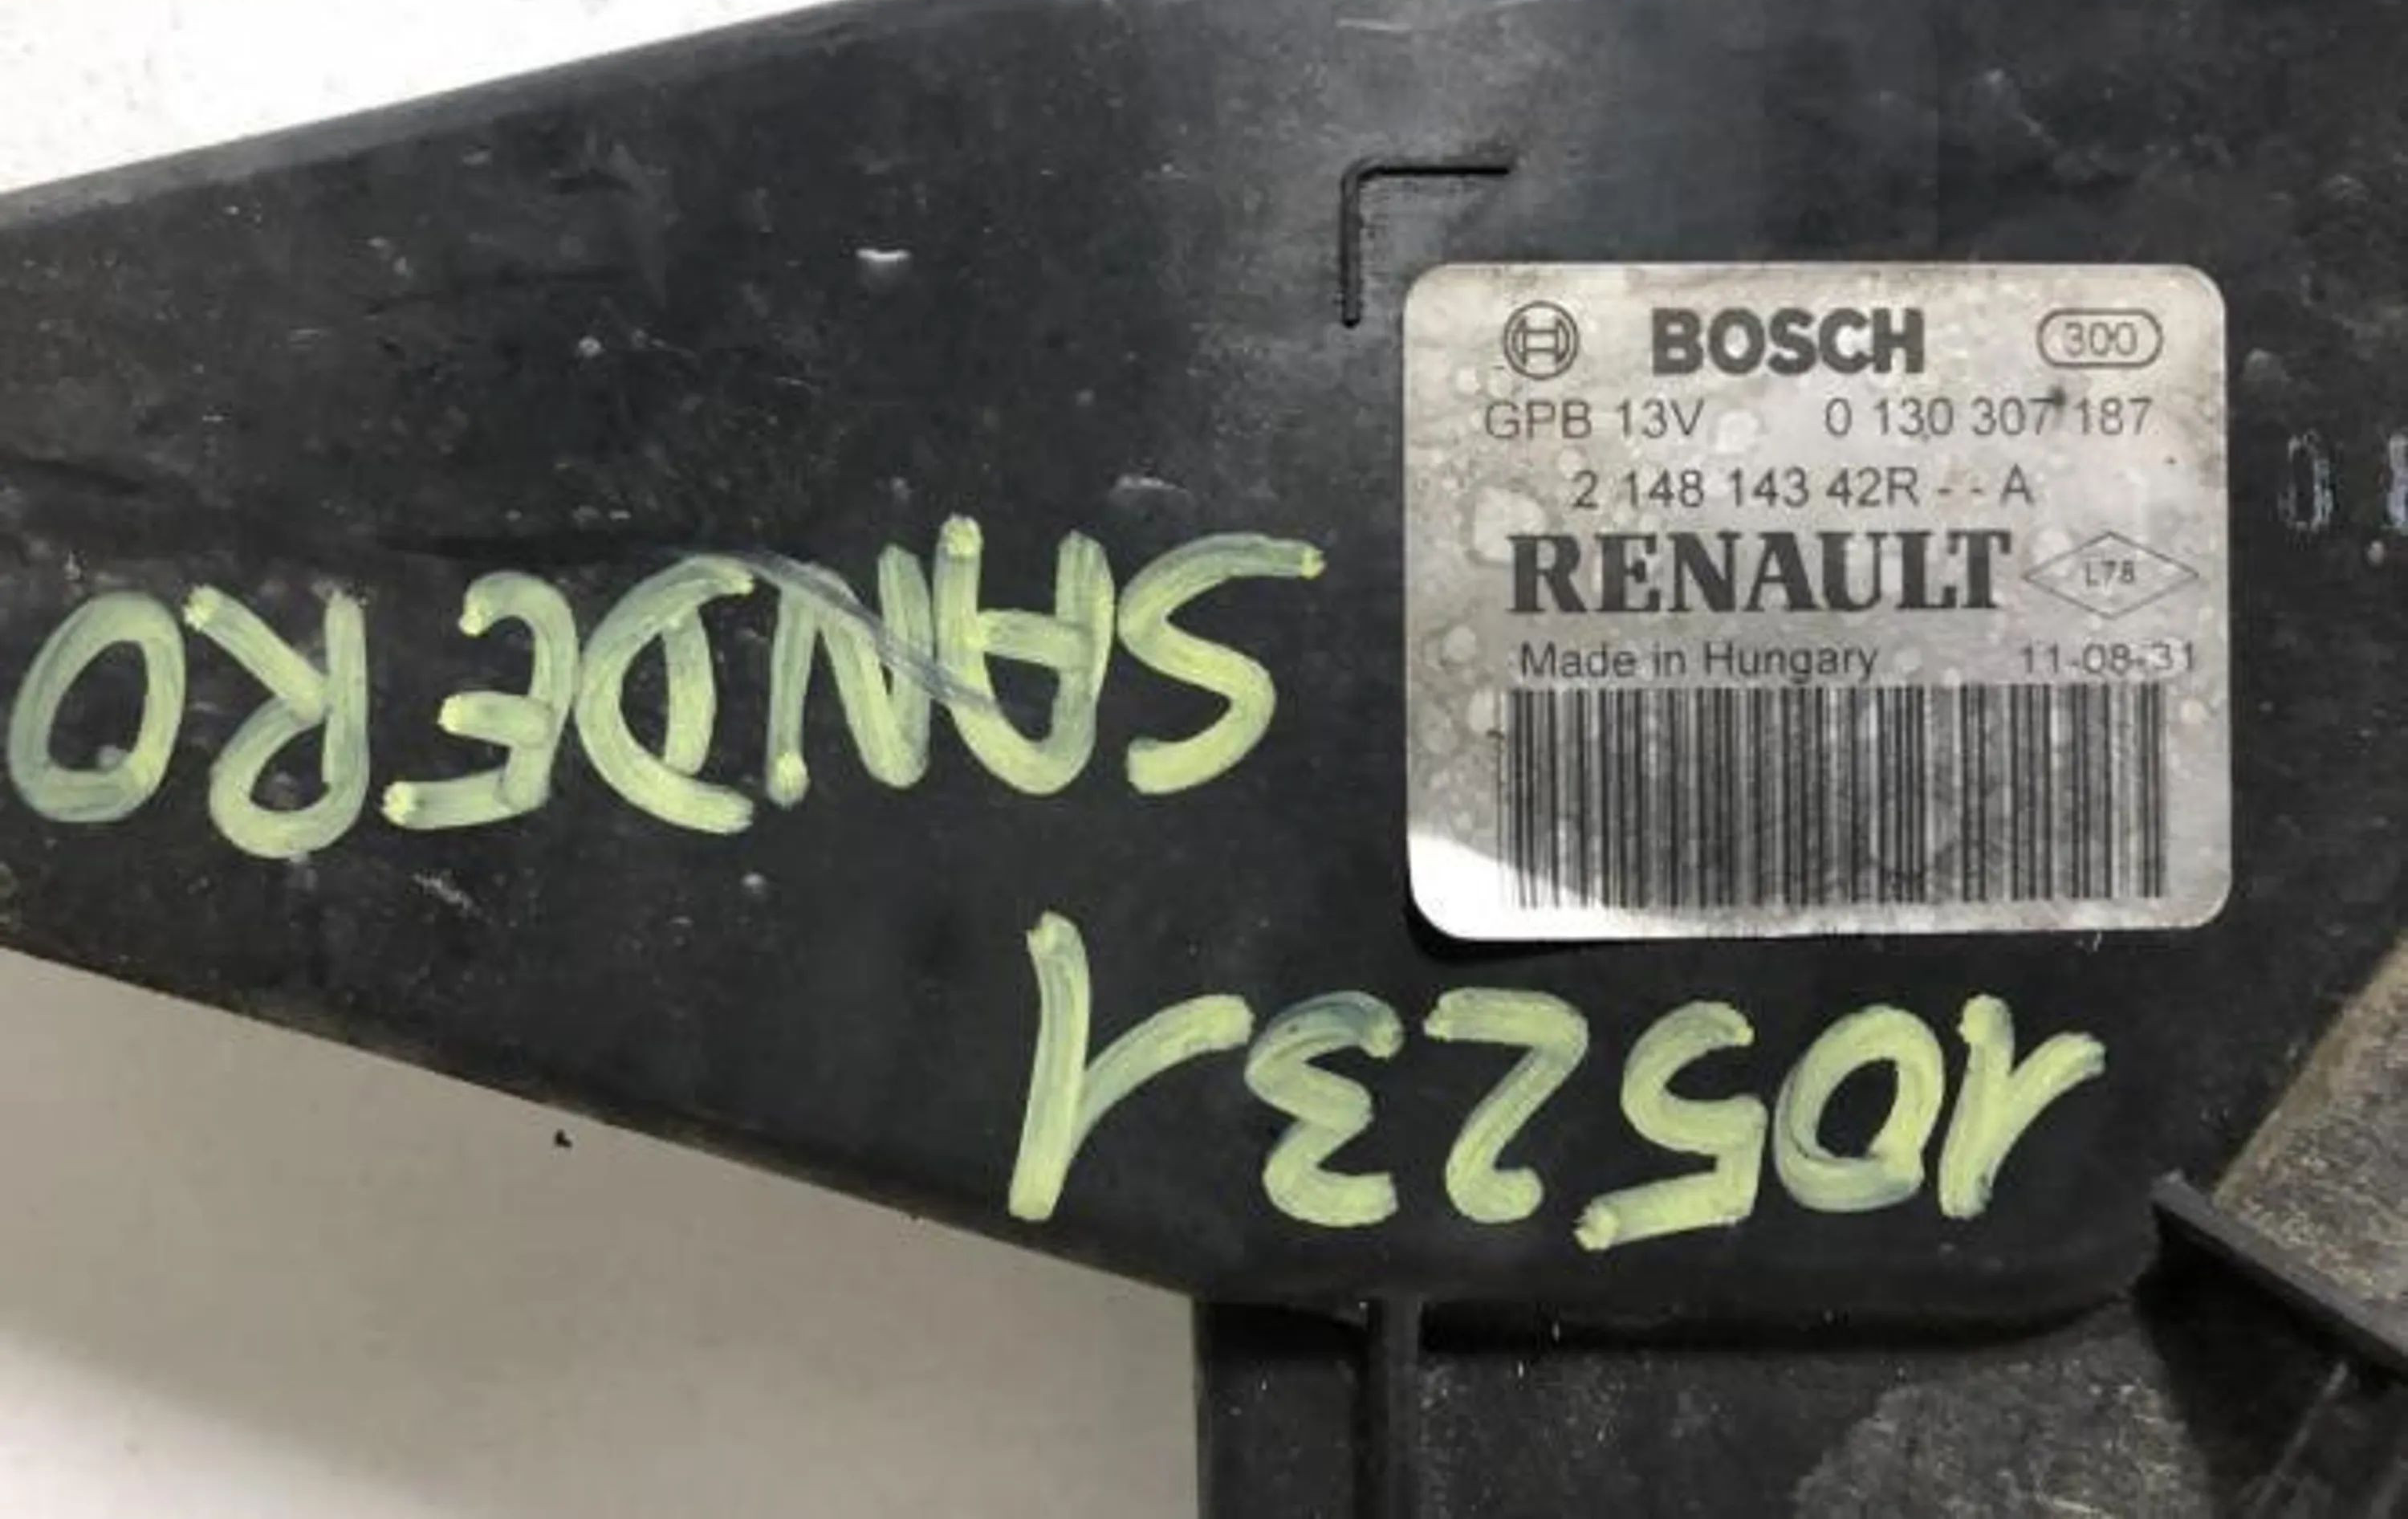 BOSCH 300
GPB 13V 0 130 307 187
2 148 143 42R - - A
RENAULT L78
Made in Hungary 11-08-31
105231
SANDERO